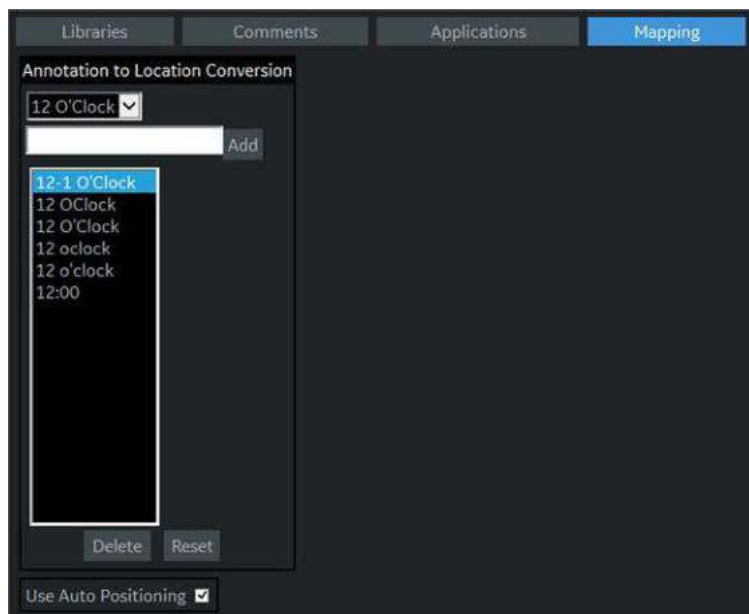 Libraries Comments Applications Mapping
Annotation to Location Conversion
12 O'Clock
Add
12-1 O'Clock
12 OClock
12 O'Clock
12 oclock
12 o'clock
12:00
Delete Reset
Use Auto Positioning